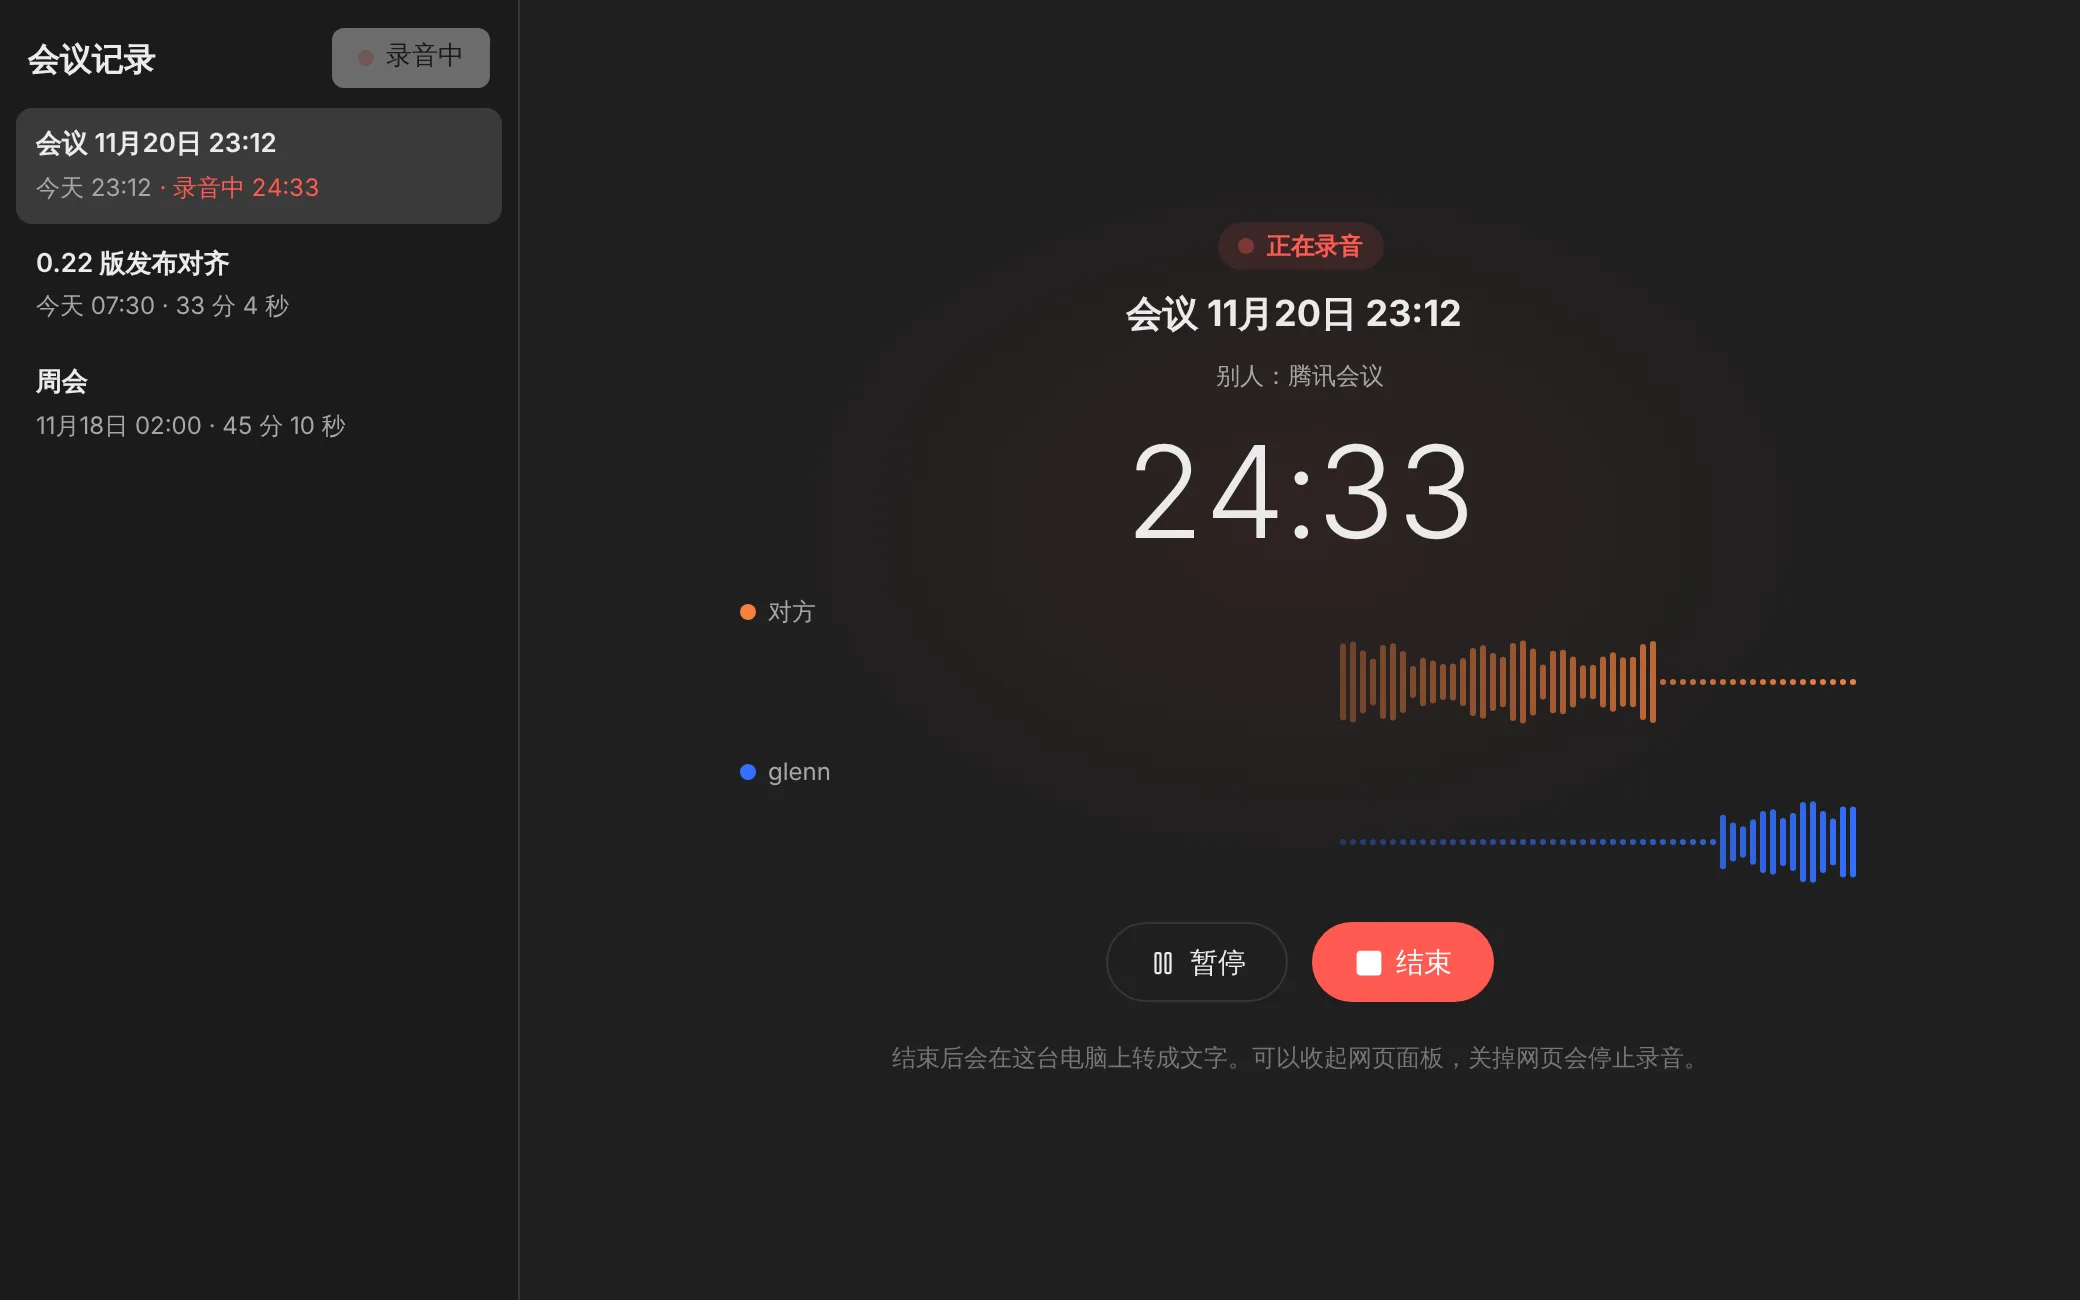 会议记录
录音中
会议 11月20日 23:12
今天 23:12 · 录音中 24:33
0.22 版发布对齐
今天 07:30 · 33 分 4 秒
周会
11月18日 02:00 · 45 分 10 秒
正在录音
会议 11月20日 23:12
别人：腾讯会议
24:33
对方
glenn
暂停
结束
结束后会在这台电脑上转成文字。可以收起网页面板，关掉网页会停止录音。